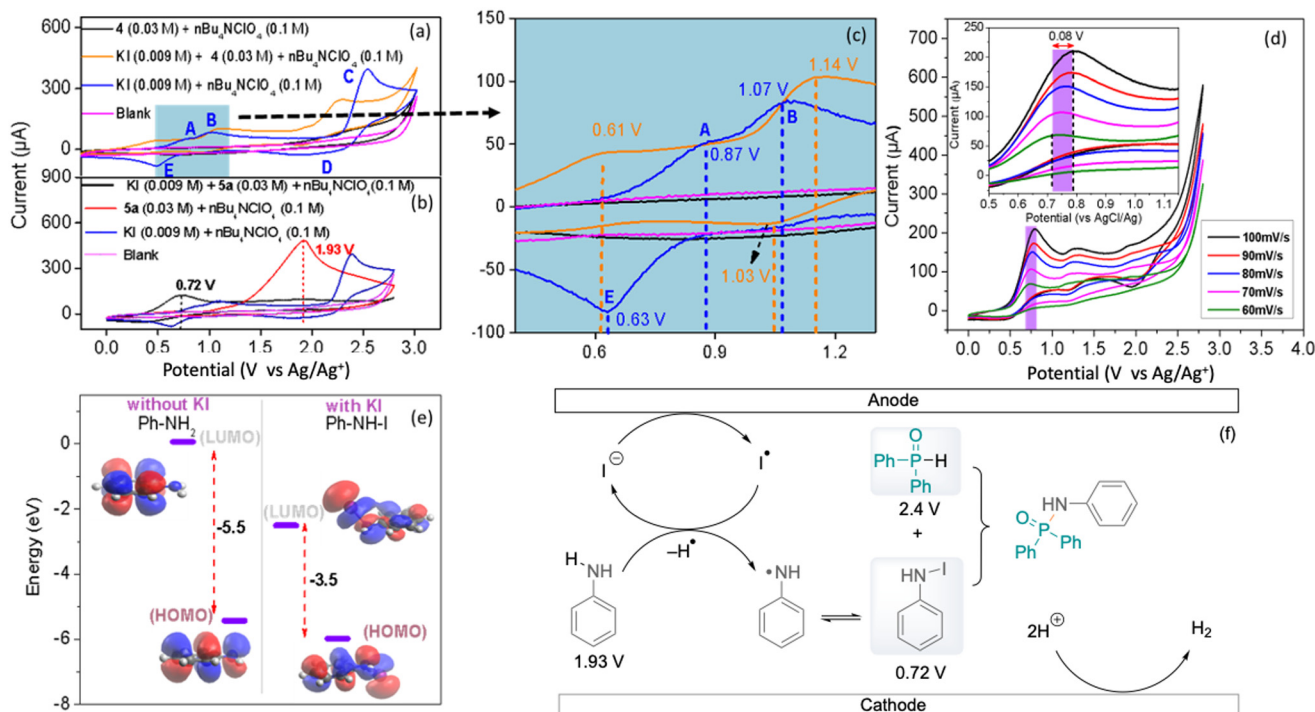 600
400
200
0
Current (µA)
4 (0.03 M) + nBu4NClO4 (0.1 M)
KI (0.009 M) + 4 (0.03 M) + nBu4NClO4 (0.1 M)
KI (0.009 M) + nBu4NClO4 (0.1 M)
Blank
(a)
A
B
C
D
E
900
600
300
0
KI (0.009 M) + 5a (0.03 M) + nBu4NClO4 (0.1 M)
5a (0.03 M) + nBu4NClO4 (0.1 M)
KI (0.009 M) + nBu4NClO4 (0.1 M)
Blank
(b)
0.72 V
1.93 V
0.0 0.5 1.0 1.5 2.0 2.5 3.0
Potential (V vs Ag/Ag+)
150
100
50
0
-50
-100
(c)
0.61 V
A
0.87 V
1.07 V
B
1.14 V
1.03 V
E
0.63 V
0.6 0.9 1.2
700
600
500
400
300
200
100
0
Current (µA)
(d)
250
200
150
100
50
0
Current (µA)
0.08 V
0.5 0.6 0.7 0.8 0.9 1.0 1.1
Potential (vs AgCl/Ag)
100mV/s
90mV/s
80mV/s
70mV/s
60mV/s
0.0 0.5 1.0 1.5 2.0 2.5 3.0 3.5 4.0
Potential (V vs Ag/Ag+)
Energy (eV)
0
-2
-4
-6
-8
without KI
Ph-NH2
(LUMO)
-5.5
(HOMO)
with KI
Ph-NH-I
(e)
(LUMO)
-3.5
(HOMO)
Anode
(f)
I⊖
I•
–H•
H
NH
1.93 V
•NH
O
Ph–P–H
Ph
2.4 V
+
HN–I
0.72 V
HN
O=P
Ph Ph
2H⊕
H2
Cathode